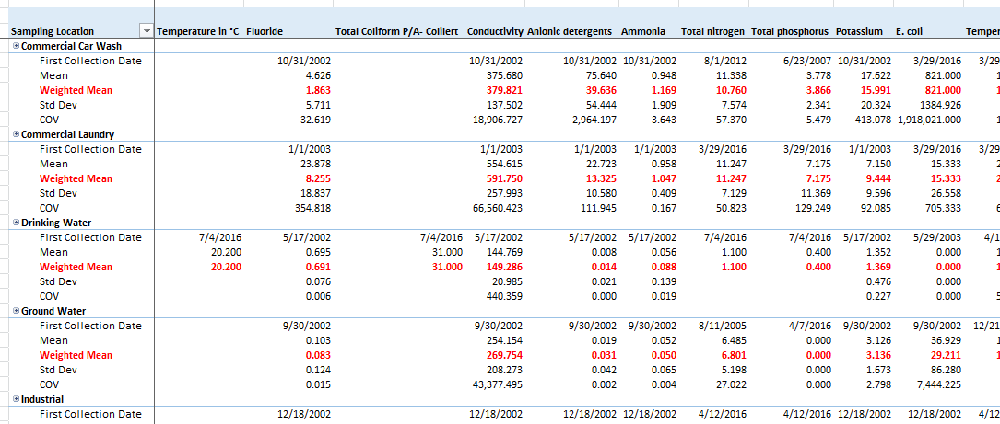 Sampling Location Temperature in °C Fluoride Total Coliform P/A- Colilert Conductivity Anionic detergents Ammonia Total nitrogen Total phosphorus Potassium E. coli Temper
Commercial Car Wash
First Collection Date 10/31/2002 10/31/2002 10/31/2002 10/31/2002 8/1/2012 6/23/2007 10/31/2002 3/29/2016 3/29
Mean 4.626 375.680 75.640 0.948 11.338 3.778 17.622 821.000 1
Weighted Mean 1.863 379.821 39.636 1.169 10.760 3.866 15.991 821.000 1
Std Dev 5.711 137.502 54.444 1.909 7.574 2.341 20.324 1384.926
COV 32.619 18,906.727 2,964.197 3.643 57.370 5.479 413.078 1,918,021.000 1
Commercial Laundry
First Collection Date 1/1/2003 1/1/2003 1/1/2003 1/1/2003 3/29/2016 3/29/2016 1/1/2003 3/29/2016 3/29
Mean 23.878 554.615 22.723 0.958 11.247 7.175 7.150 15.333 2
Weighted Mean 8.255 591.750 13.325 1.047 11.247 7.175 9.444 15.333 2
Std Dev 18.837 257.993 10.580 0.409 7.129 11.369 9.596 26.558
COV 354.818 66,560.423 111.945 0.167 50.823 129.249 92.085 705.333 6
Drinking Water
First Collection Date 7/4/2016 5/17/2002 7/4/2016 5/17/2002 5/17/2002 5/17/2002 7/4/2016 7/4/2016 5/17/2002 5/29/2003 4/1
Mean 20.200 0.695 31.000 144.769 0.008 0.056 1.100 0.400 1.352 0.000 1
Weighted Mean 20.200 0.691 31.000 149.286 0.014 0.088 1.100 0.400 1.369 0.000 1
Std Dev 0.076 20.985 0.021 0.139 0.476 0.000
COV 0.006 440.359 0.000 0.019 0.227 0.000 5
Ground Water
First Collection Date 9/30/2002 9/30/2002 9/30/2002 9/30/2002 8/11/2005 4/7/2016 9/30/2002 9/30/2002 12/21
Mean 0.103 254.154 0.019 0.052 6.485 0.000 3.126 36.929 1
Weighted Mean 0.083 269.754 0.031 0.050 6.801 0.000 3.136 29.211 1
Std Dev 0.124 208.273 0.042 0.065 5.198 0.000 1.673 86.280
COV 0.015 43,377.495 0.002 0.004 27.022 0.000 2.798 7,444.225
Industrial
First Collection Date 12/18/2002 12/18/2002 12/18/2002 12/18/2002 4/12/2016 4/12/2016 12/18/2002 12/18/2002 4/12